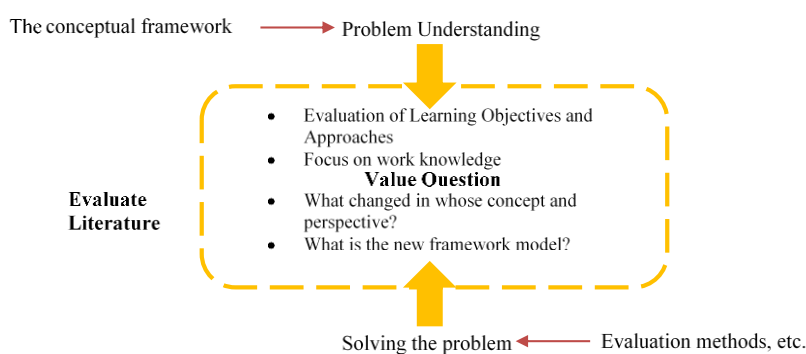 The conceptual framework
Problem Understanding
• Evaluation of Learning Objectives and
Approaches
• Focus on work knowledge
Value Question
• What changed in whose concept and
perspective?
• What is the new framework model?
Evaluate
Literature
Solving the problem
Evaluation methods, etc.